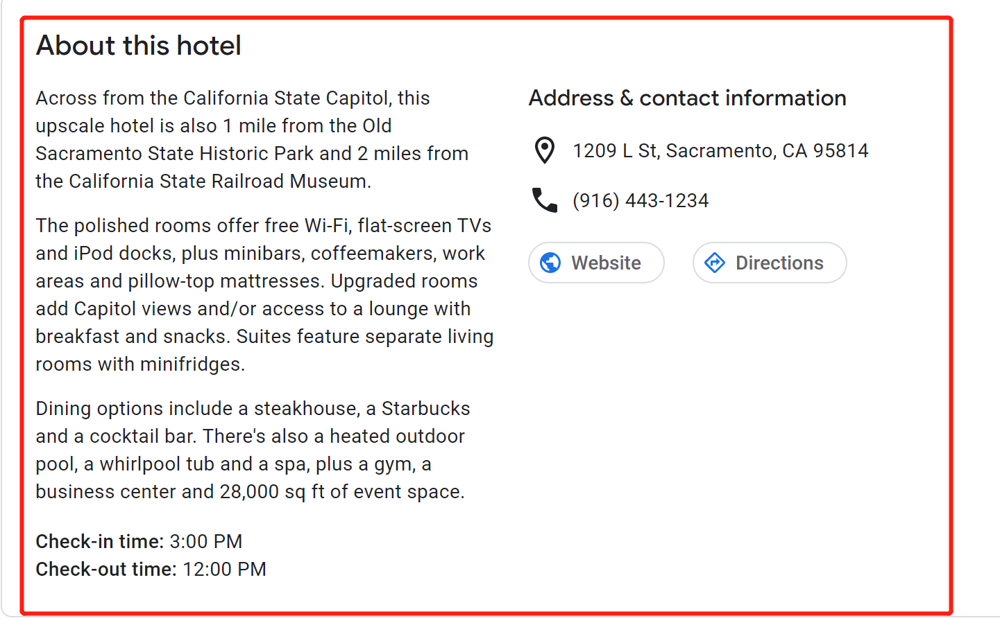 About this hotel
Across from the California State Capitol, this
upscale hotel is also 1 mile from the Old
Sacramento State Historic Park and 2 miles from
the California State Railroad Museum.
The polished rooms offer free Wi-Fi, flat-screen TVs
and iPod docks, plus minibars, coffeemakers, work
areas and pillow-top mattresses. Upgraded rooms
add Capitol views and/or access to a lounge with
breakfast and snacks. Suites feature separate living
rooms with minifridges.
Dining options include a steakhouse, a Starbucks
and a cocktail bar. There's also a heated outdoor
pool, a whirlpool tub and a spa, plus a gym, a
business center and 28,000 sq ft of event space.
Check-in time: 3:00 PM
Check-out time: 12:00 PM
Address & contact information
1209 L St, Sacramento, CA 95814
(916) 443-1234
Website
Directions